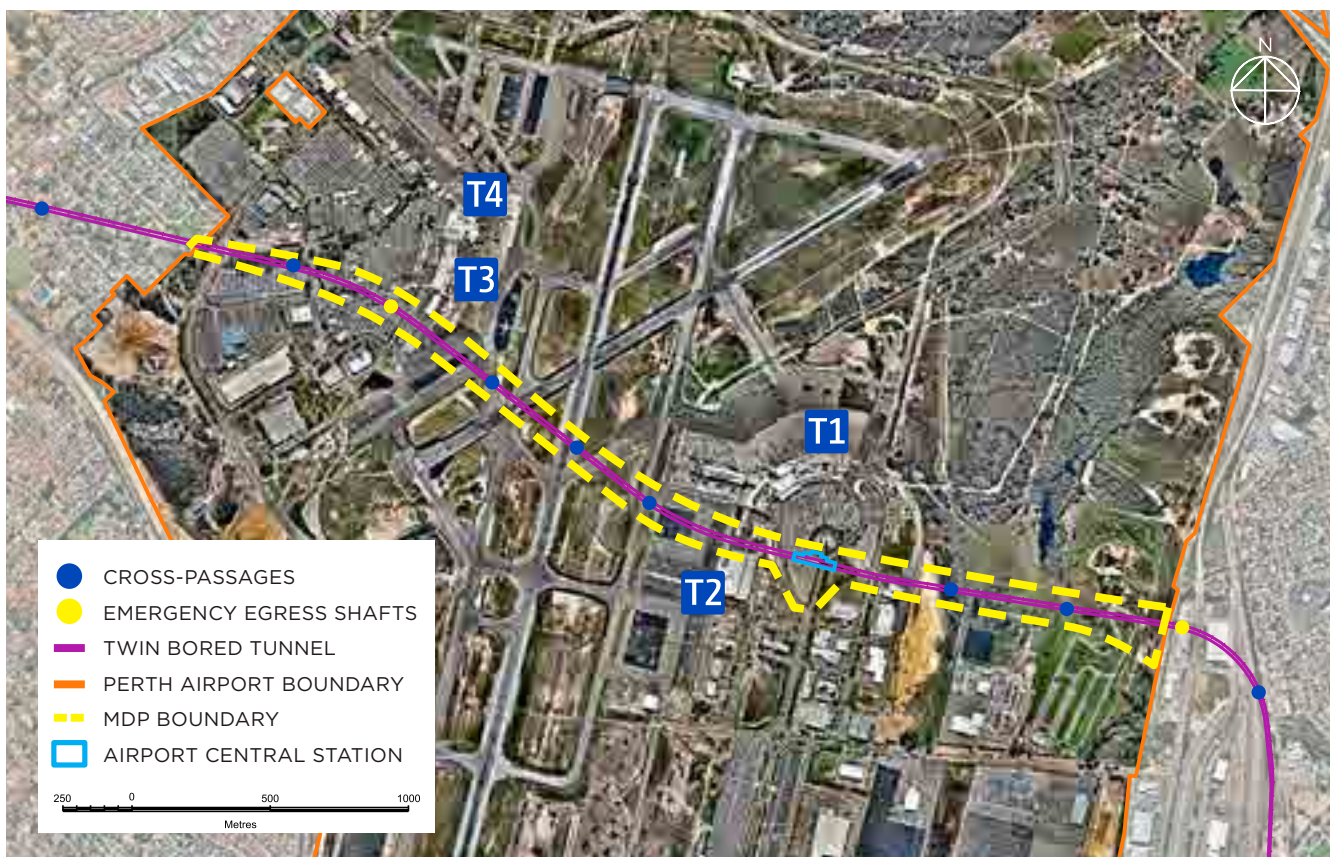 N
T4
T3
T1
T2
CROSS-PASSAGES
EMERGENCY EGRESS SHAFTS
TWIN BORED TUNNEL
PERTH AIRPORT BOUNDARY
MDP BOUNDARY
AIRPORT CENTRAL STATION
250 0 500 1000
Metres